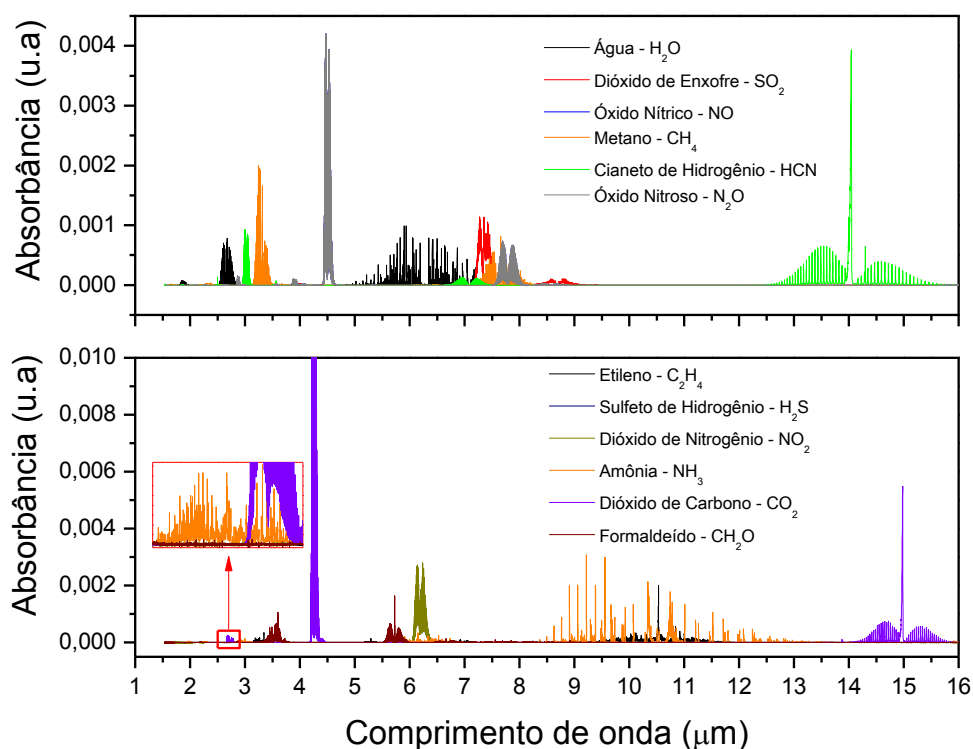 Absorbância (u.a)
0,004
0,003
0,002
0,001
0,000
Água - H₂O
Dióxido de Enxofre - SO₂
Óxido Nítrico - NO
Metano - CH₄
Cianeto de Hidrogênio - HCN
Óxido Nitroso - N₂O
Absorbância (u.a)
0,010
0,008
0,006
0,004
0,002
0,000
Etileno - C₂H₄
Sulfeto de Hidrogênio - H₂S
Dióxido de Nitrogênio - NO₂
Amônia - NH₃
Dióxido de Carbono - CO₂
Formaldeído - CH₂O
1 2 3 4 5 6 7 8 9 10 11 12 13 14 15 16
Comprimento de onda (μm)